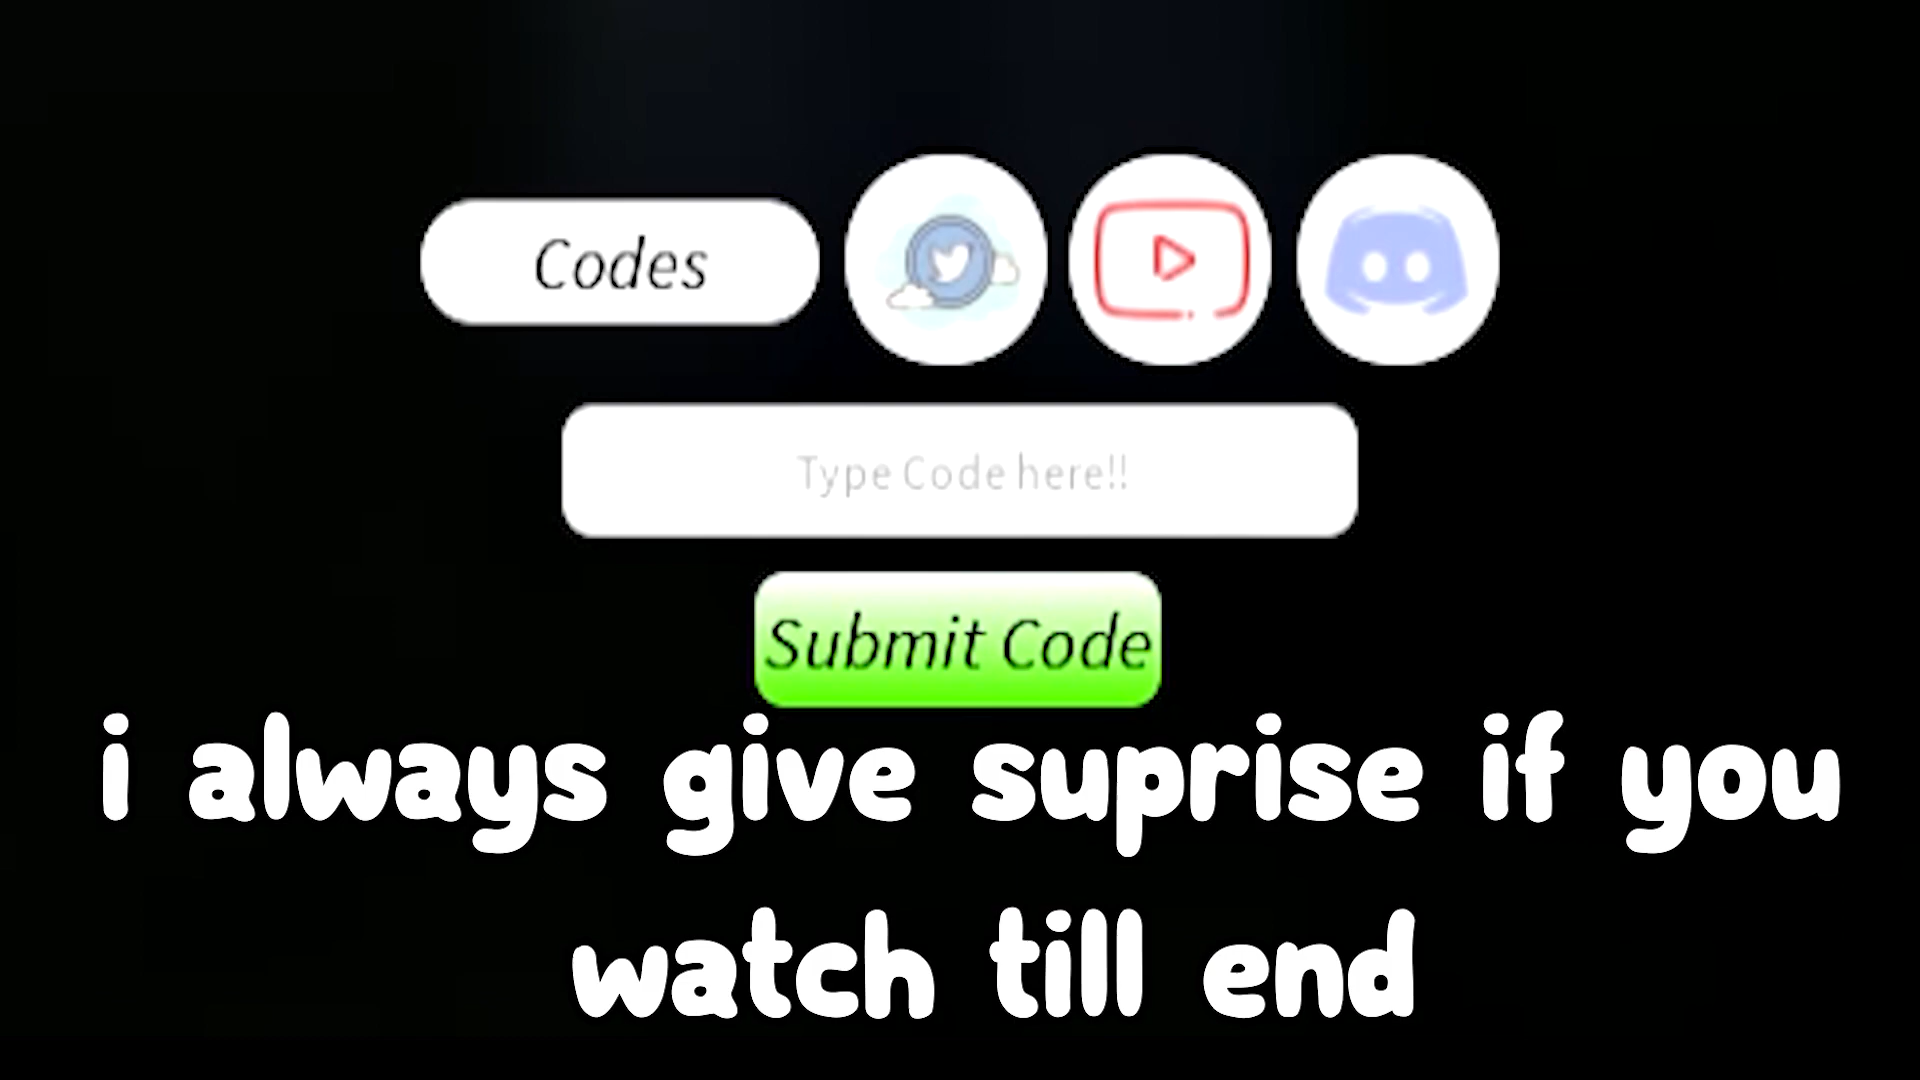 Codes
Type Code here!!
Submit Code
i always give suprise if you
watch till end